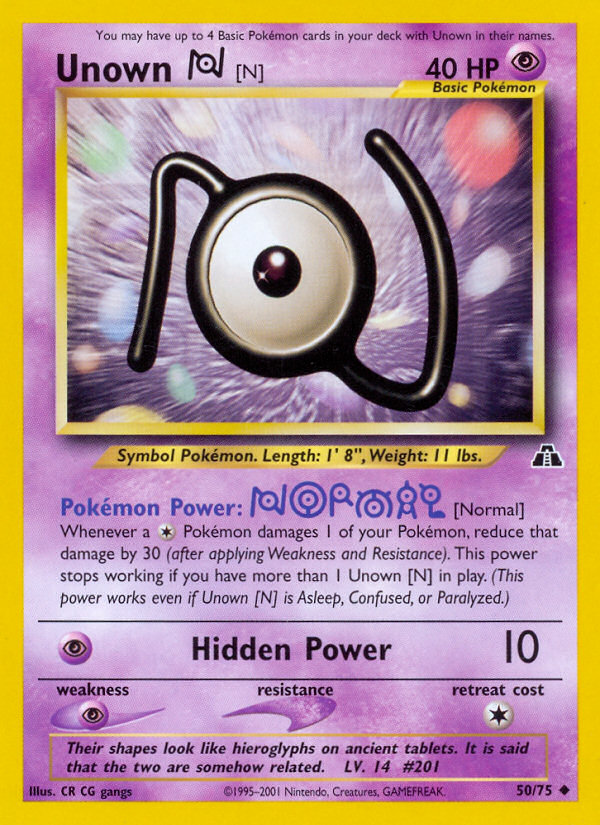 You may have up to 4 Basic Pokémon cards in your deck with Unown in their names.
Unown N [N] 40 HP
Basic Pokémon
Symbol Pokémon. Length: 1' 8", Weight: 11 lbs.
Pokémon Power: NORMAL [Normal]
Whenever a Pokémon damages 1 of your Pokémon, reduce that
damage by 30 (after applying Weakness and Resistance). This power
stops working if you have more than 1 Unown [N] in play. (This
power works even if Unown [N] is Asleep, Confused, or Paralyzed.)
Hidden Power 10
weakness resistance retreat cost
Their shapes look like hieroglyphs on ancient tablets. It is said
that the two are somehow related. LV. 14 #201
Illus. CR CG gangs ©1995-2001 Nintendo, Creatures, GAMEFREAK. 50/75